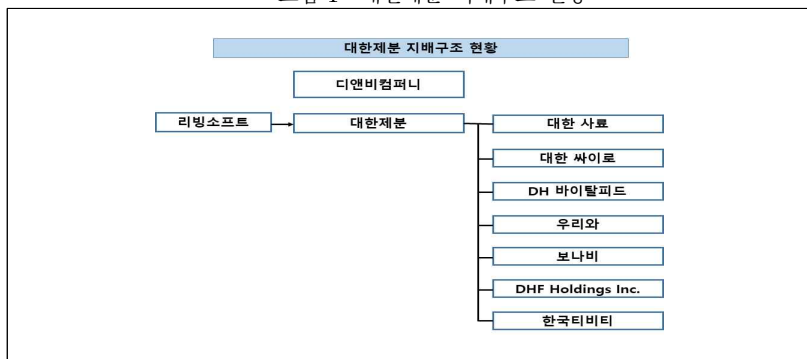 대한제분 지배구조 현황
디앤비컴퍼니
리빙소프트
대한제분
대한 사료
대한 싸이로
DH 바이탈피드
우리와
보나비
DHF Holdings Inc.
한국티비티